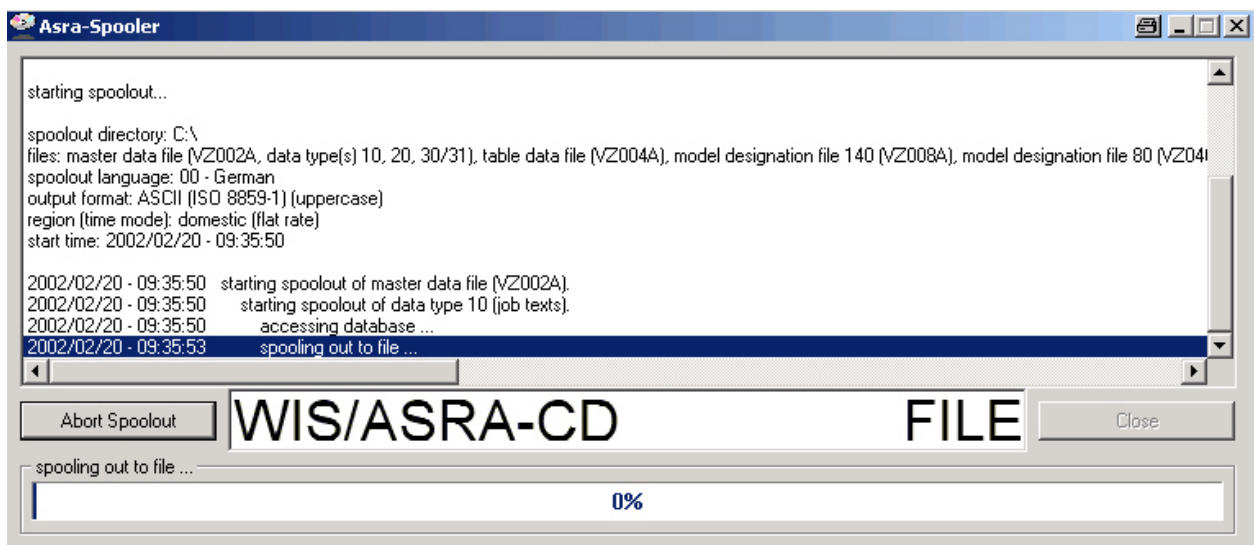 Asra-Spooler
starting spoolout...
spoolout directory: C:\
files: master data file (VZ002A, data type(s) 10, 20, 30/31), table data file (VZ004A), model designation file 140 (VZ008A), model designation file 80 (VZ04
spoolout language: 00 - German
output format: ASCII (ISO 8859-1) (uppercase)
region (time mode): domestic (flat rate)
start time: 2002/02/20 - 09:35:50
2002/02/20 - 09:35:50 starting spoolout of master data file (VZ002A).
2002/02/20 - 09:35:50 starting spoolout of data type 10 (job texts).
2002/02/20 - 09:35:50 accessing database ...
2002/02/20 - 09:35:53 spooling out to file ...
Abort Spoolout WIS/ASRA-CD FILE Close
spooling out to file ...
0%